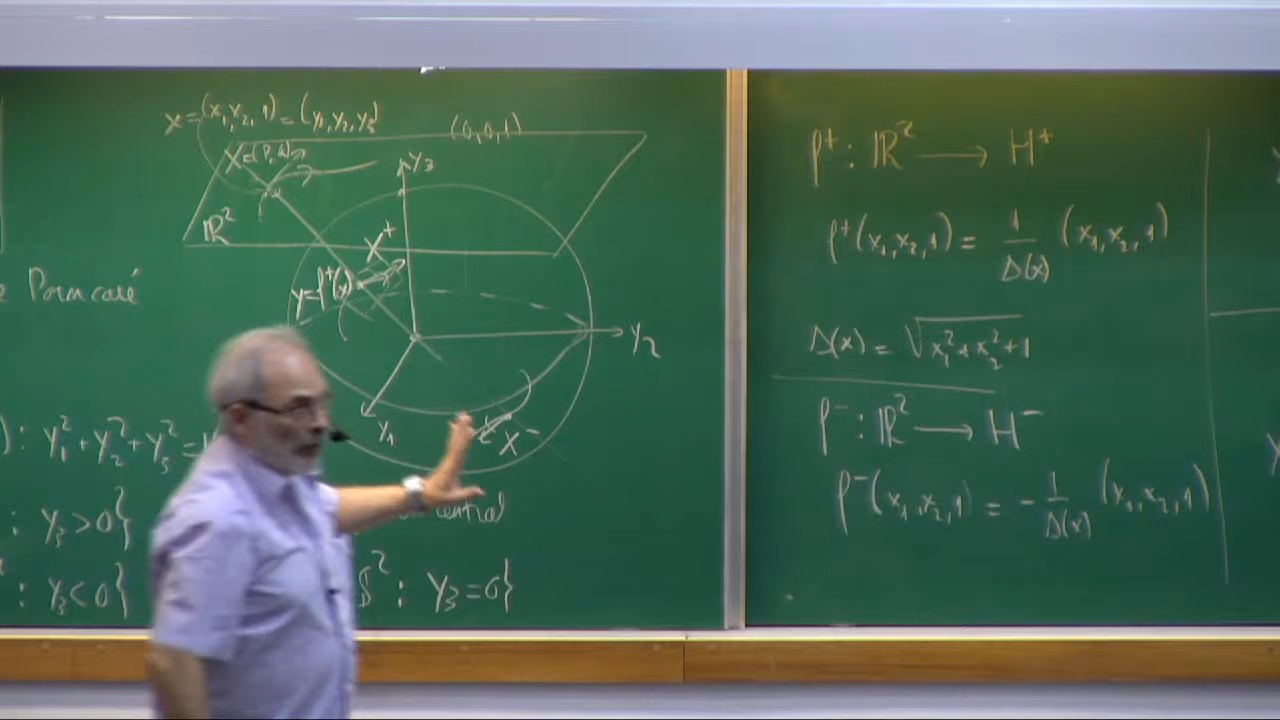 x = (x₁, x₂, 1) = (y₁, y₂, y₃)
(0,0,1)
X = (P, Q)
y₃
ℝ²
X⁺
y = f⁺(x)
y₂
y₁
X⁻
e Poincaré
): y₁² + y₂² + y₃² =
: y₃ > 0}
: y₃ < 0}
𝕊² : y₃ = 0}
f⁺ : ℝ² ⟶ H⁺
f⁺(x₁, x₂, 1) = 1/Δ(x) (x₁, x₂, 1)
Δ(x) = √(x₁² + x₂² + 1)
f⁻ : ℝ² ⟶ H⁻
f⁻(x₁, x₂, 1) = - 1/Δ(x) (x₁, x₂, 1)